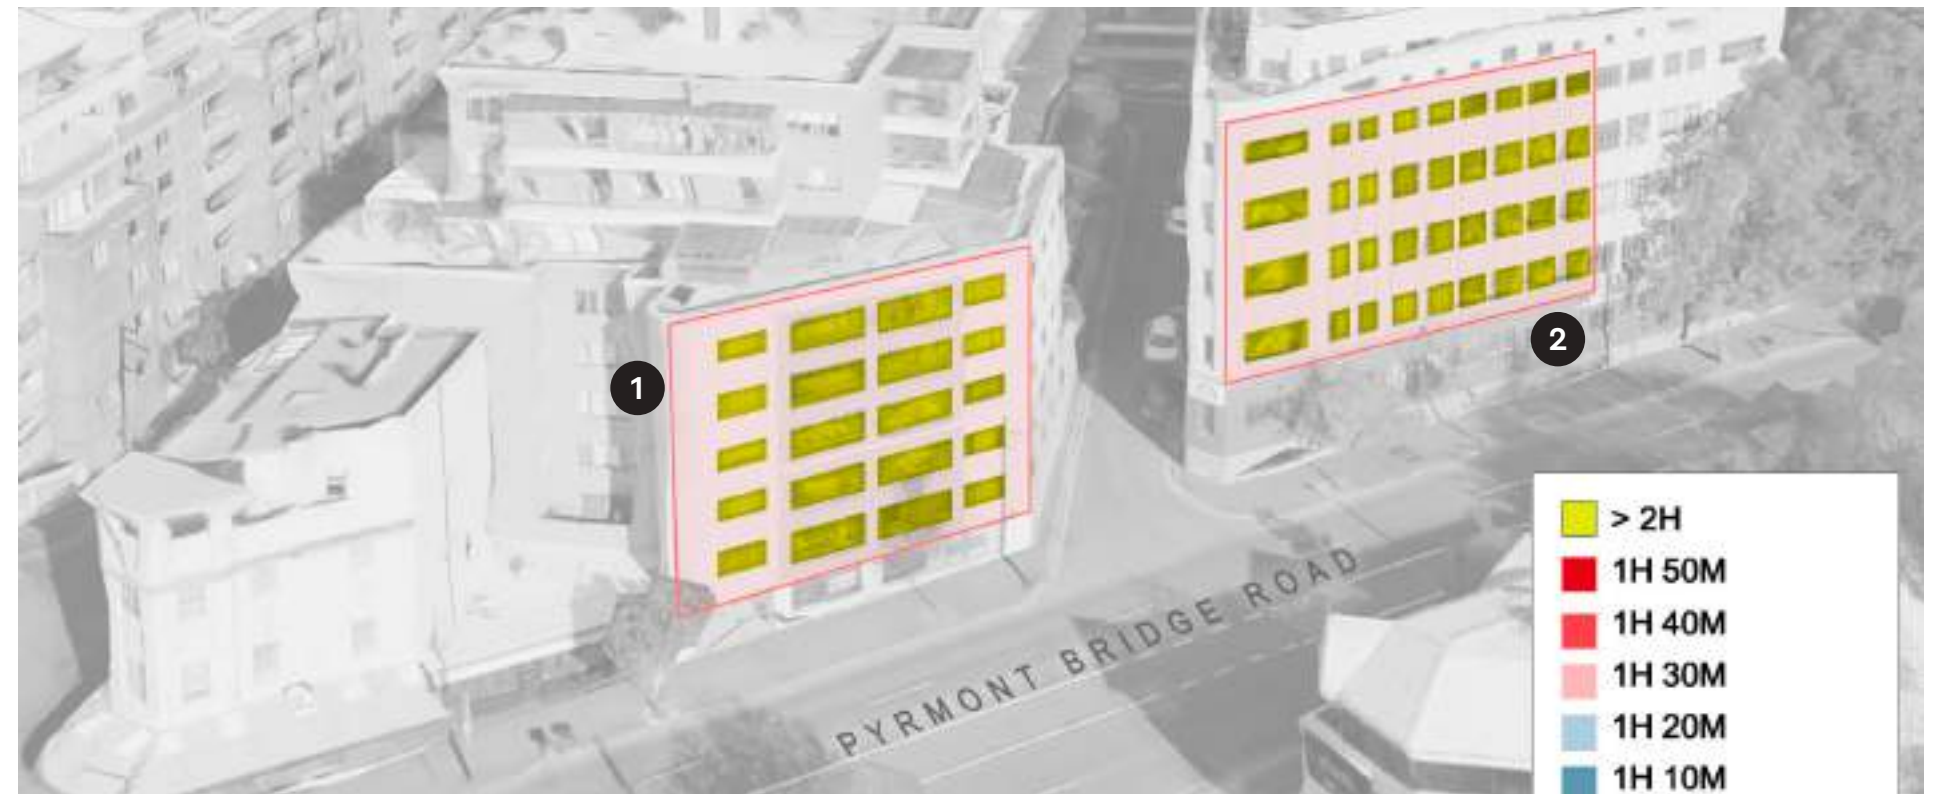 1
2
PYRMONT BRIDGE ROAD
> 2H
1H 50M
1H 40M
1H 30M
1H 20M
1H 10M